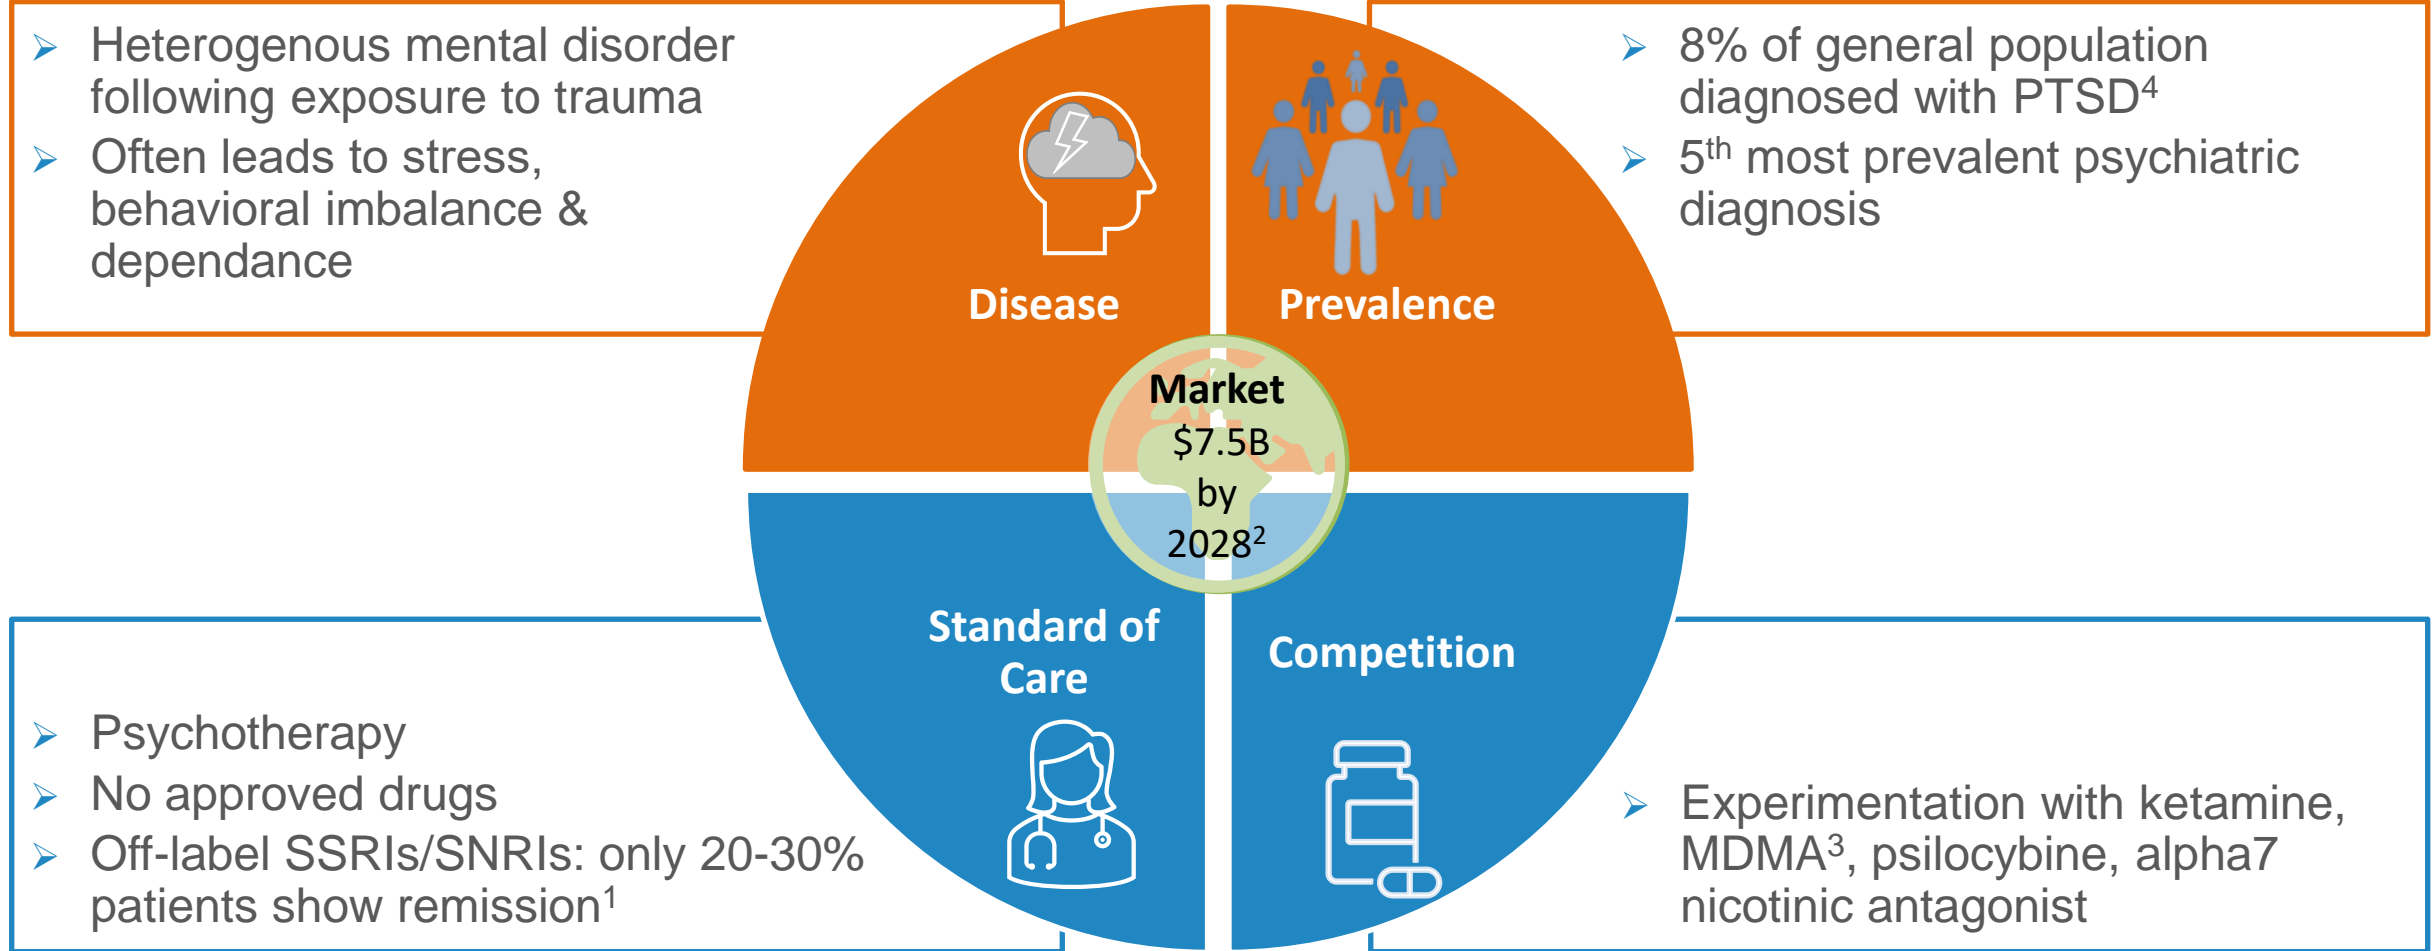 ➢ Heterogenous mental disorder
following exposure to trauma
➢ Often leads to stress,
behavioral imbalance &
dependance
Disease
Prevalence
➢ 8% of general population
diagnosed with PTSD⁴
➢ 5ᵗʰ most prevalent psychiatric
diagnosis
Market
$7.5B
by
2028²
Standard of
Care
➢ Psychotherapy
➢ No approved drugs
➢ Off-label SSRIs/SNRIs: only 20-30%
patients show remission¹
Competition
➢ Experimentation with ketamine,
MDMA³, psilocybine, alpha7
nicotinic antagonist